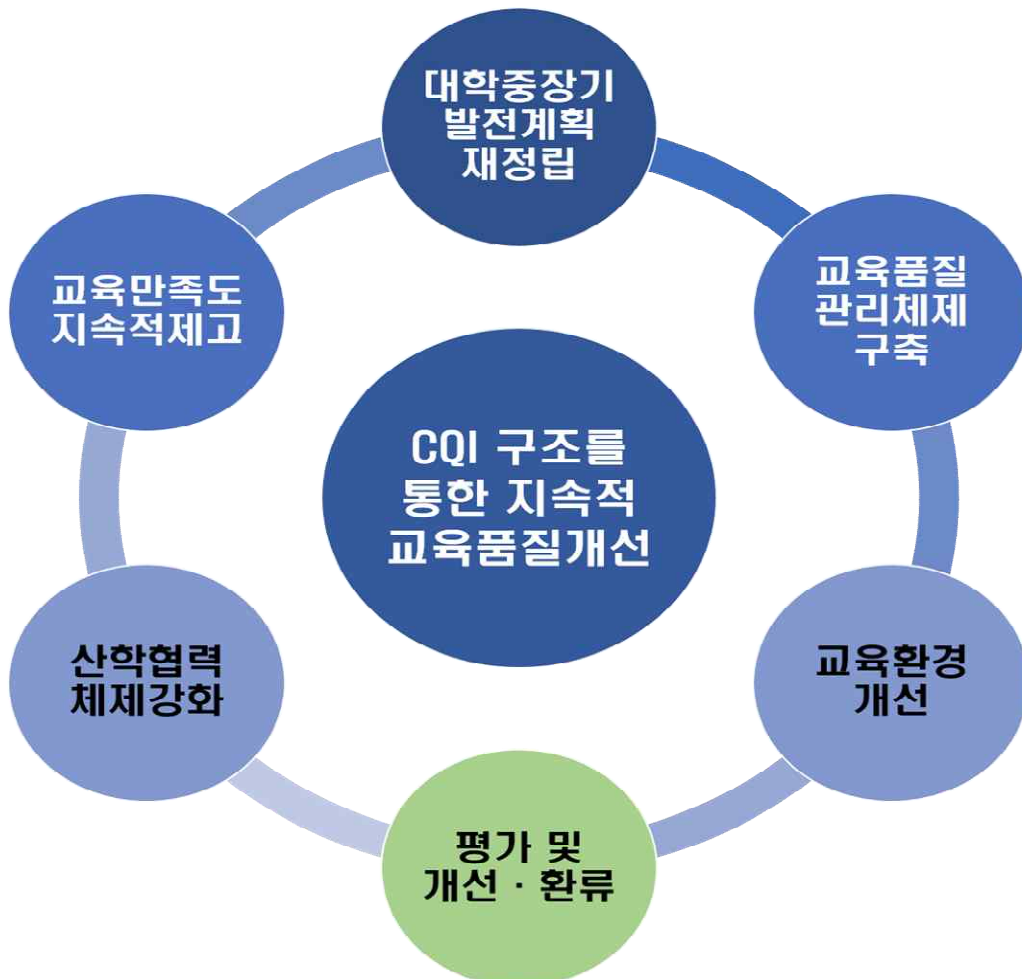 대학중장기
발전계획
재정립
교육품질
관리체제
구축
교육환경
개선
평가 및
개선 · 환류
산학협력
체제강화
교육만족도
지속적제고
CQI 구조를
통한 지속적
교육품질개선